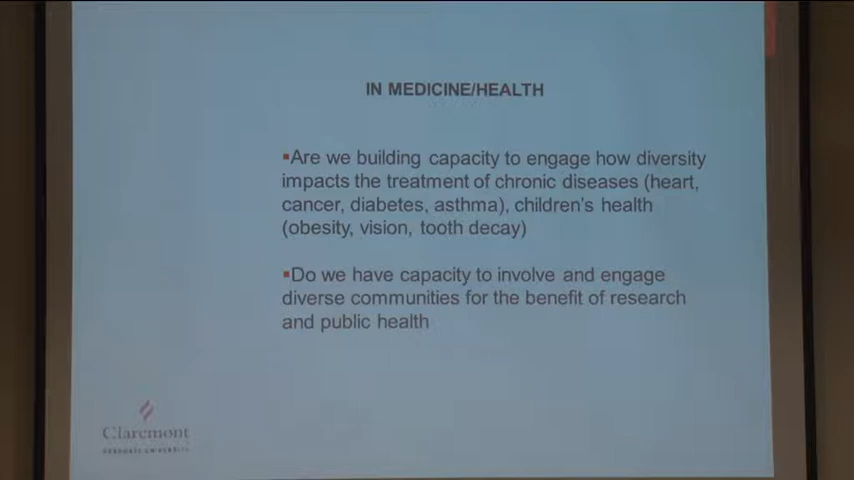 IN MEDICINE/HEALTH
▪Are we building capacity to engage how diversity
impacts the treatment of chronic diseases (heart,
cancer, diabetes, asthma), children's health
(obesity, vision, tooth decay)
▪Do we have capacity to involve and engage
diverse communities for the benefit of research
and public health
Claremont
GRADUATE UNIVERSITY